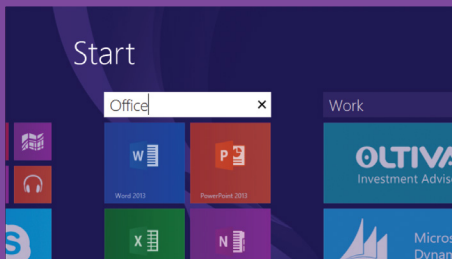 Start
Office
Work
Word 2013
PowerPoint 2013
OLTIVA
Investment Advis
Micros
Dynam